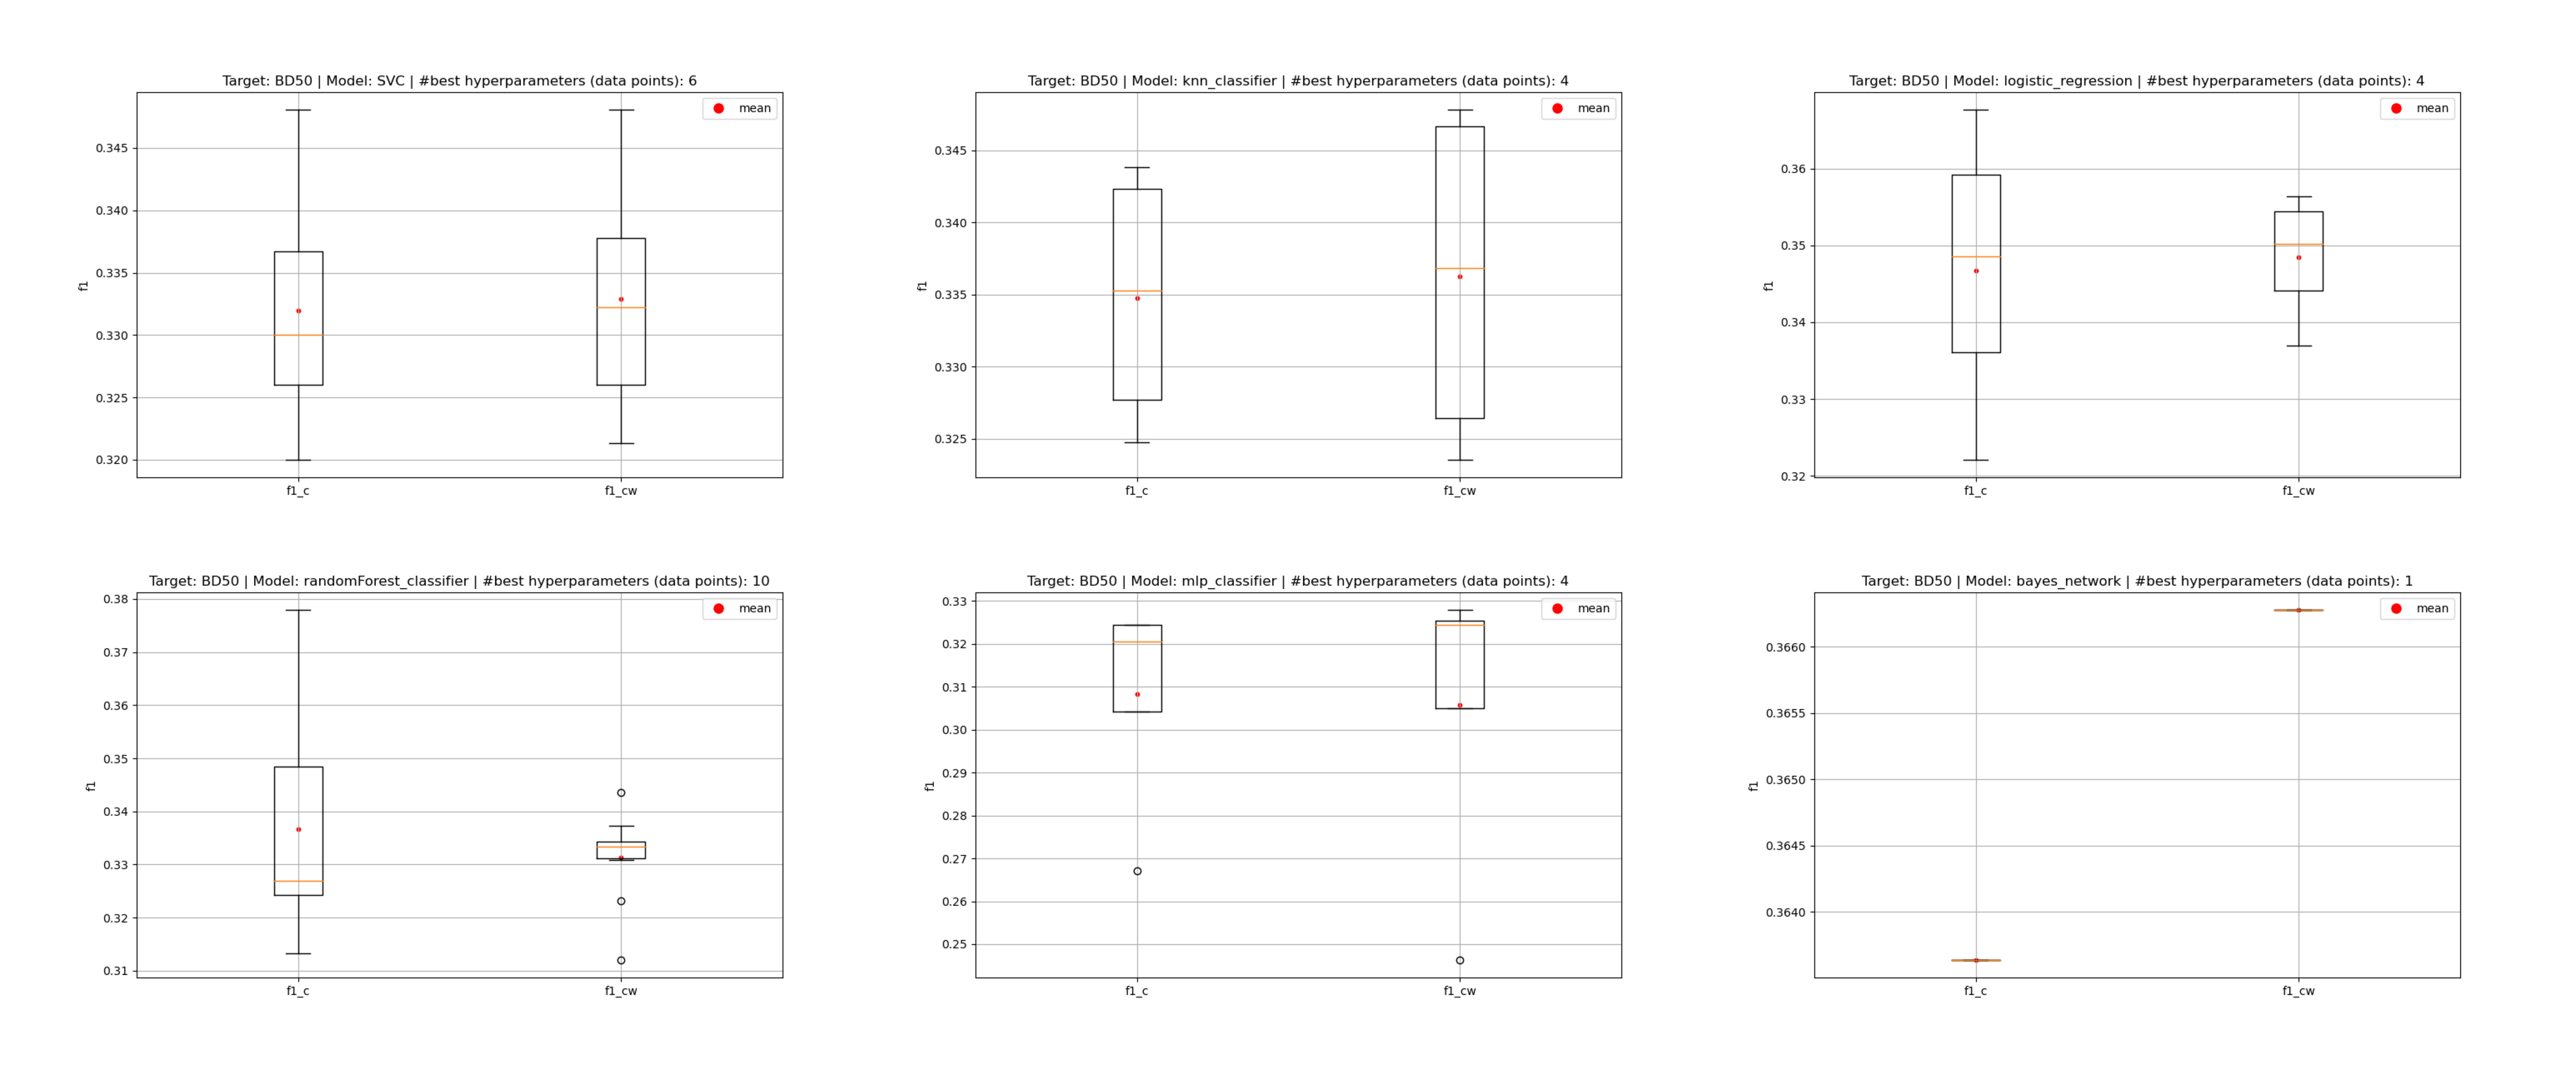 Target: BD50 | Model: SVC | #best hyperparameters (data points): 6
mean
0.345
0.340
0.335
0.330
0.325
0.320
f1
f1_c
f1_cw
Target: BD50 | Model: knn_classifier | #best hyperparameters (data points): 4
mean
0.345
0.340
0.335
0.330
0.325
f1
f1_c
f1_cw
Target: BD50 | Model: logistic_regression | #best hyperparameters (data points): 4
mean
0.36
0.35
0.34
0.33
0.32
f1
f1_c
f1_cw
Target: BD50 | Model: randomForest_classifier | #best hyperparameters (data points): 10
mean
0.38
0.37
0.36
0.35
0.34
0.33
0.32
0.31
f1
f1_c
f1_cw
Target: BD50 | Model: mlp_classifier | #best hyperparameters (data points): 4
mean
0.33
0.32
0.31
0.30
0.29
0.28
0.27
0.26
0.25
f1
f1_c
f1_cw
Target: BD50 | Model: bayes_network | #best hyperparameters (data points): 1
mean
0.3660
0.3655
0.3650
0.3645
0.3640
f1
f1_c
f1_cw